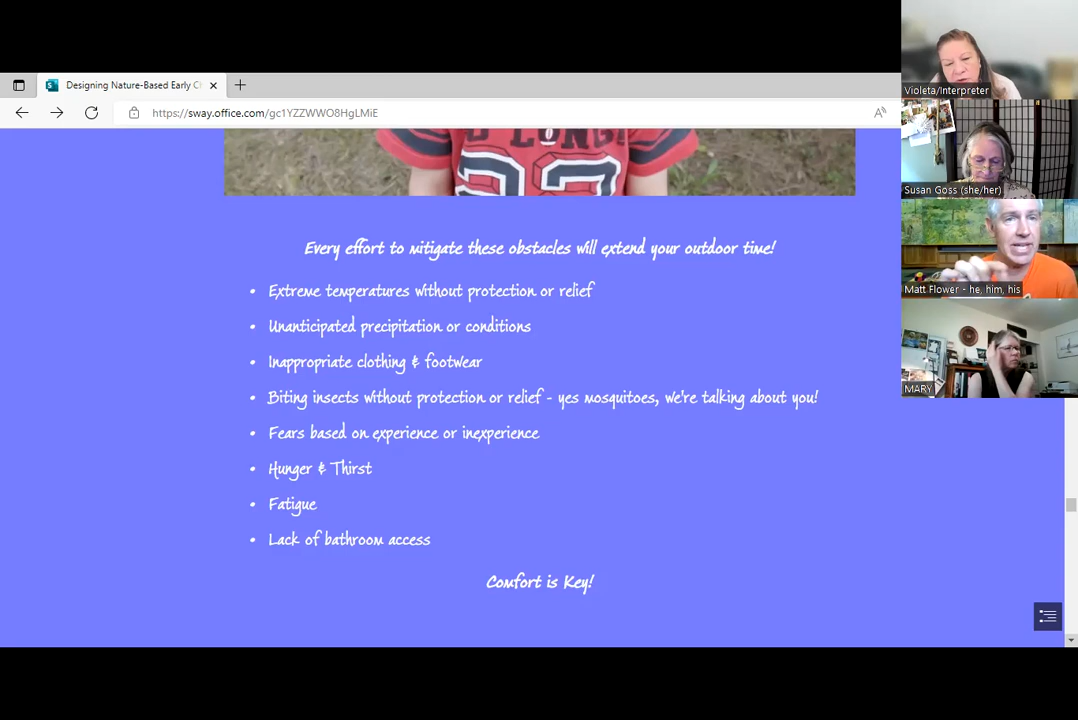 Designing Nature-Based Early C
https://sway.office.com/gc1YZZWWO8HgLMiE
23
Every effort to mitigate these obstacles will extend your outdoor time!
• Extreme temperatures without protection or relief
• Unanticipated precipitation or conditions
• Inappropriate clothing & footwear
• Biting insects without protection or relief - yes mosquitoes, we're talking about you!
• Fears based on experience or inexperience
• Hunger & Thirst
• Fatigue
• Lack of bathroom access
Comfort is Key!
Violeta/Interpreter
Susan Goss (she/her)
Matt Flower - he, him, his
MARY